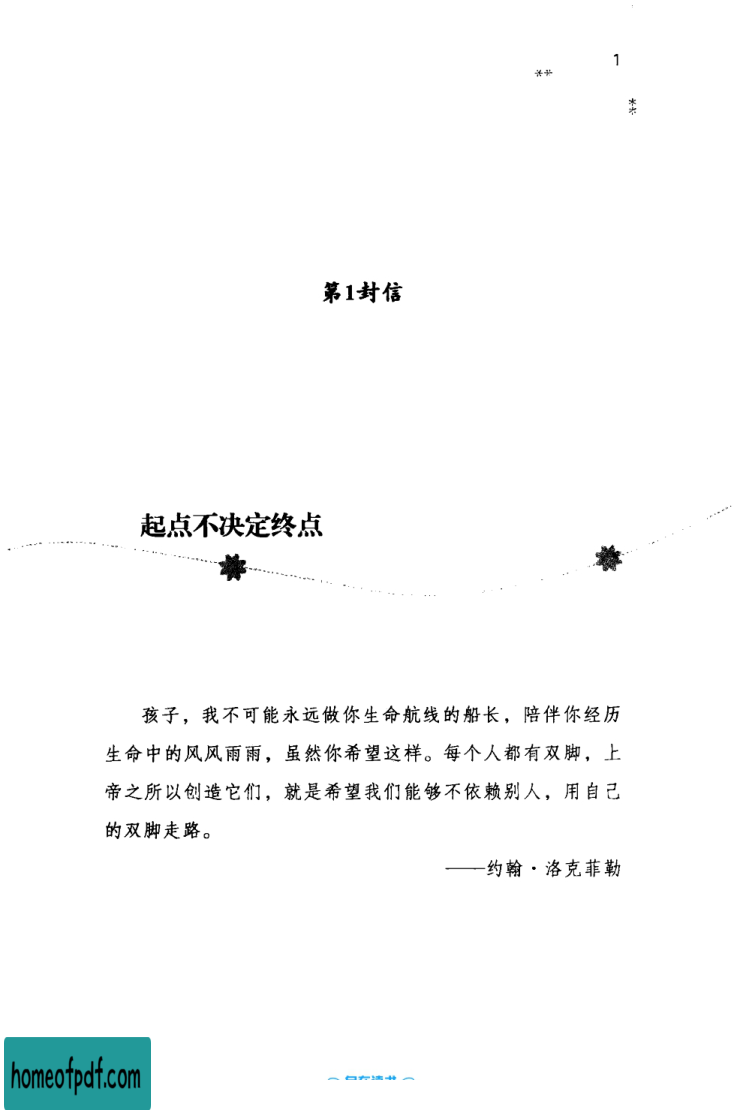 1
第1封信
起点不决定终点
孩子，我不可能永远做你生命航线的船长，陪伴你经历
生命中的风风雨雨，虽然你希望这样。每个人都有双脚，上
帝之所以创造它们，就是希望我们能够不依赖别人，用自己
的双脚走路。
——约翰·洛克菲勒
homeofpdf.com